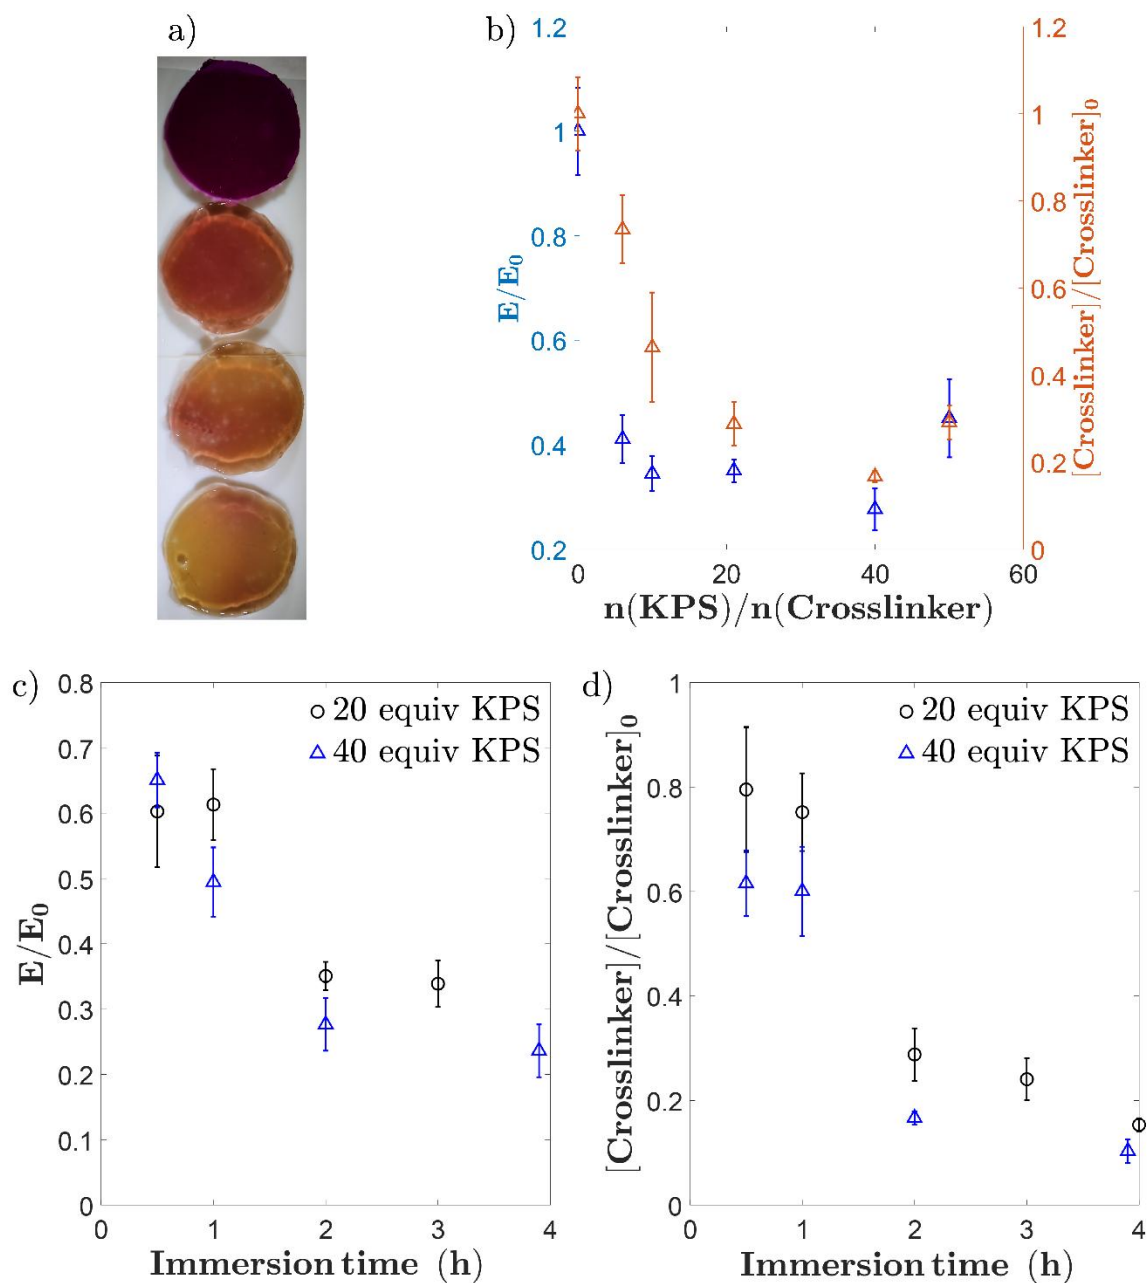 a)
b)
1.2
1
0.8
0.6
0.4
0.2
E/E₀
0 20 40 60
n(KPS)/n(Crosslinker)
1.2
1
0.8
0.6
0.4
0.2
0
[Crosslinker]/[Crosslinker]₀
c)
0.8
0.7
0.6
0.5
0.4
0.3
0.2
0.1
0
E/E₀
20 equiv KPS
40 equiv KPS
0 1 2 3 4
Immersion time (h)
d)
1
0.8
0.6
0.4
0.2
0
[Crosslinker]/[Crosslinker]₀
20 equiv KPS
40 equiv KPS
0 1 2 3 4
Immersion time (h)